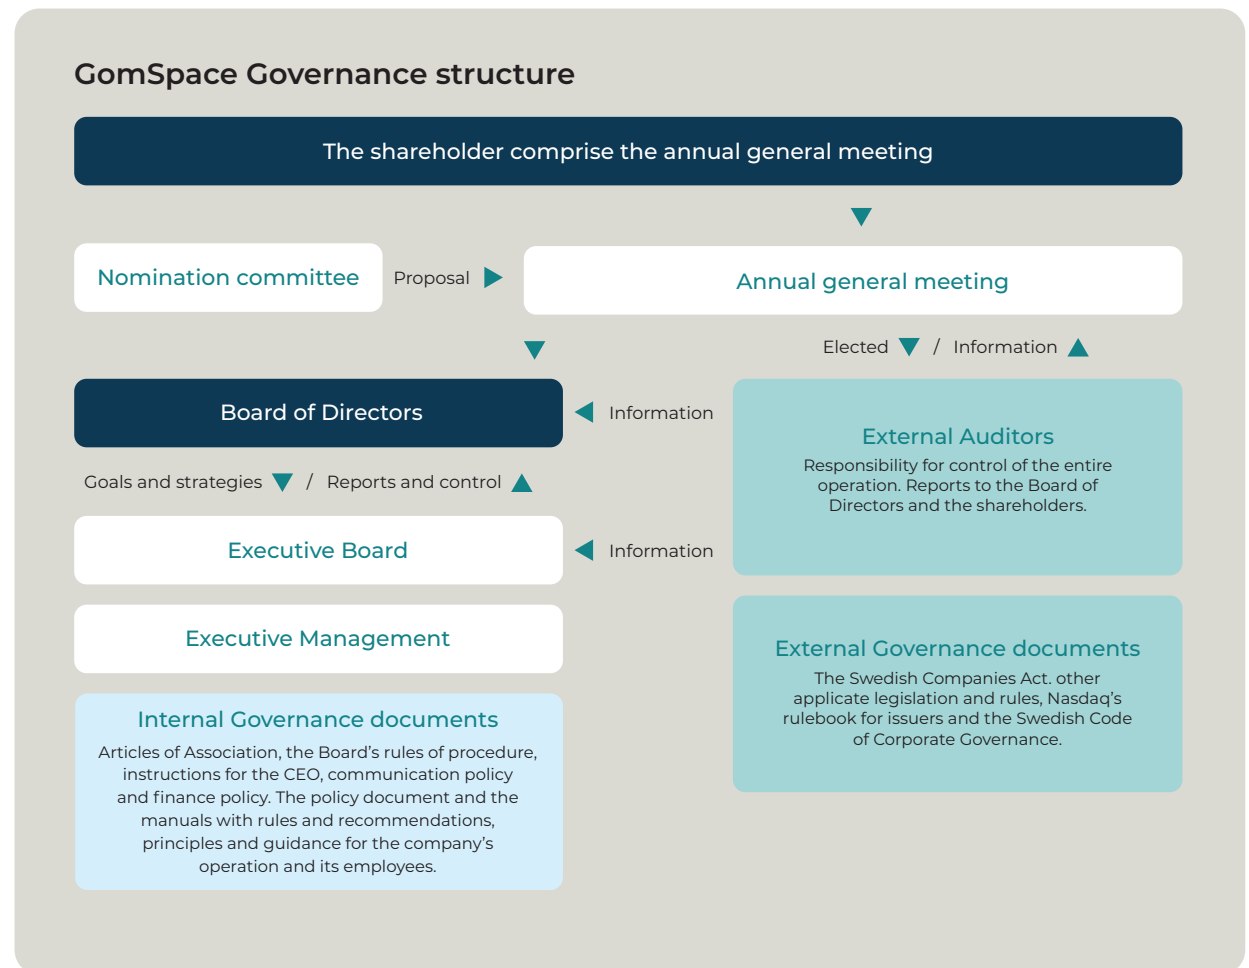 GomSpace Governance structure
The shareholder comprise the annual general meeting
Nomination committee
Proposal
Annual general meeting
Elected / Information
Board of Directors
Information
External Auditors
Responsibility for control of the entire
operation. Reports to the Board of
Directors and the shareholders.
Goals and strategies / Reports and control
Executive Board
Information
Executive Management
External Governance documents
The Swedish Companies Act. other
applicate legislation and rules, Nasdaq’s
rulebook for issuers and the Swedish Code
of Corporate Governance.
Internal Governance documents
Articles of Association, the Board’s rules of procedure,
instructions for the CEO, communication policy
and finance policy. The policy document and the
manuals with rules and recommendations,
principles and guidance for the company’s
operation and its employees.